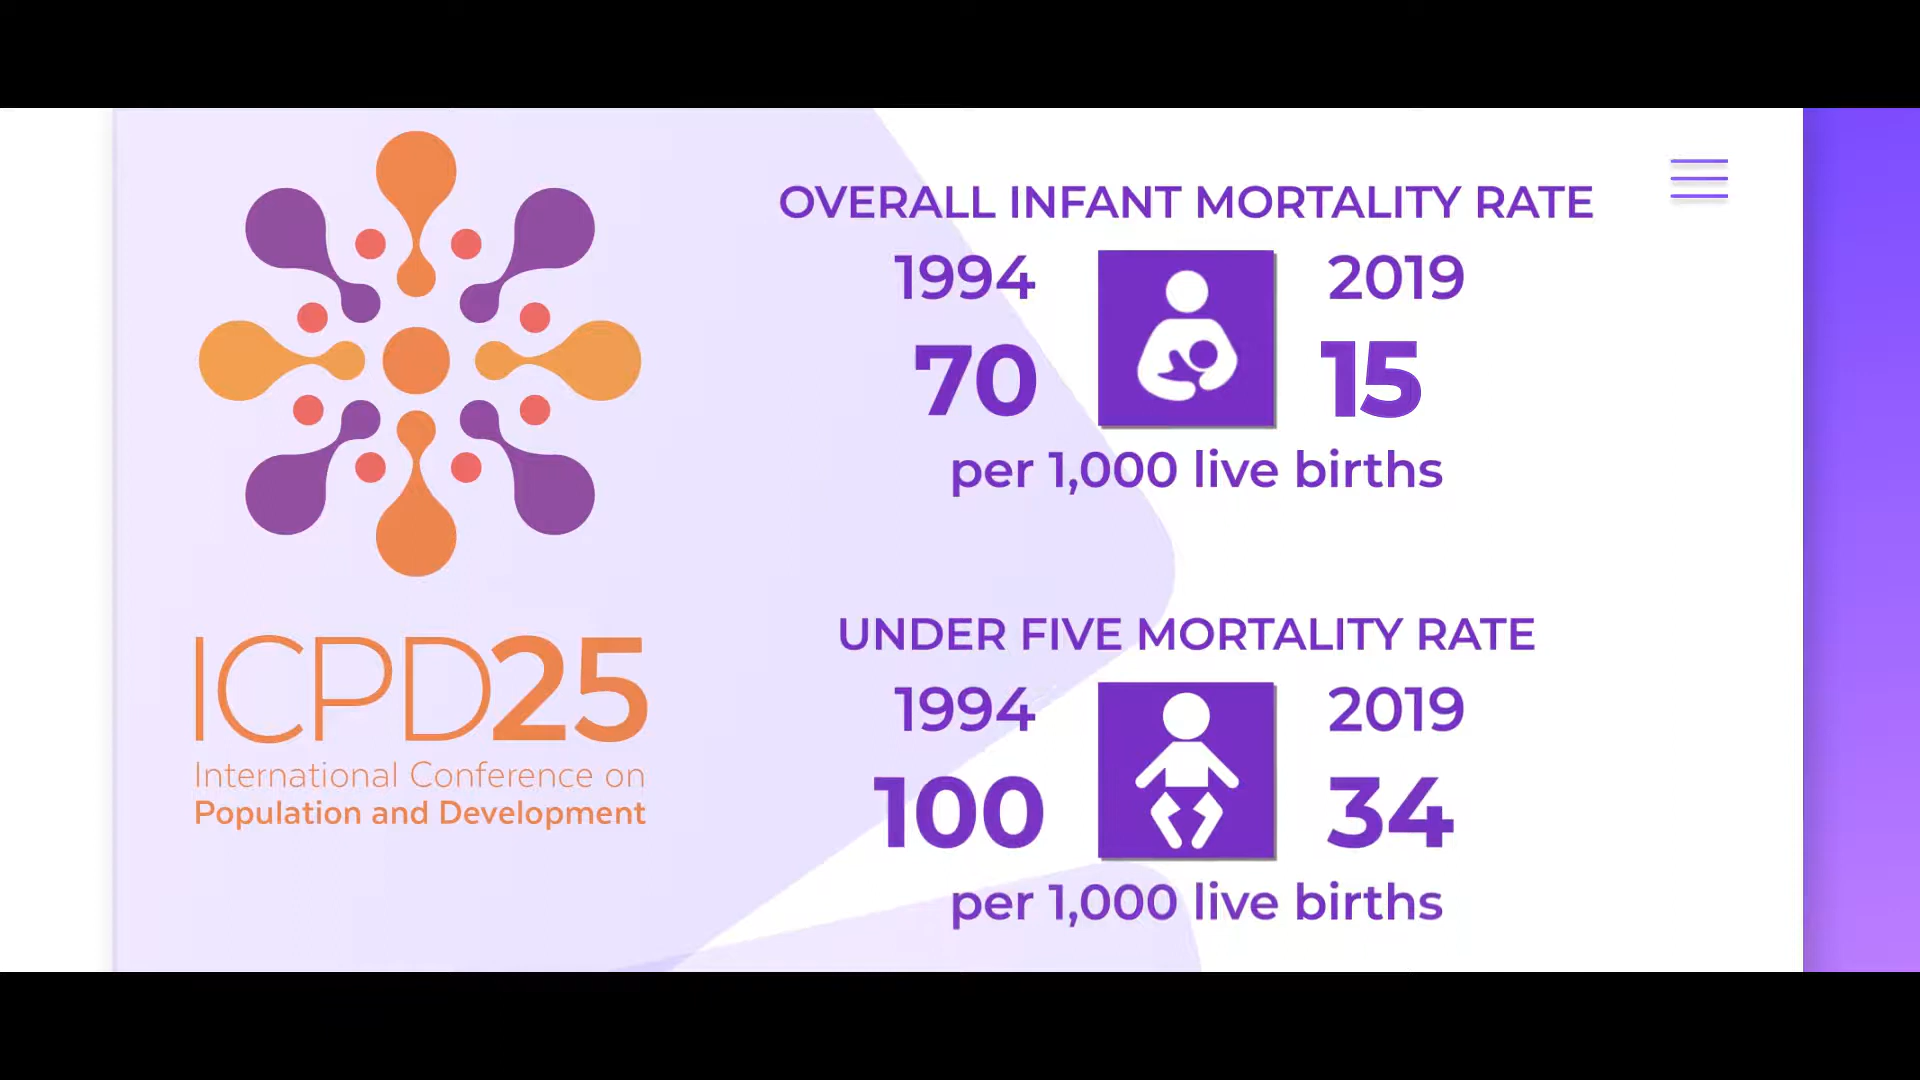 ICPD25
International Conference on
Population and Development
OVERALL INFANT MORTALITY RATE
1994 2019
70 15
per 1,000 live births
UNDER FIVE MORTALITY RATE
1994 2019
100 34
per 1,000 live births